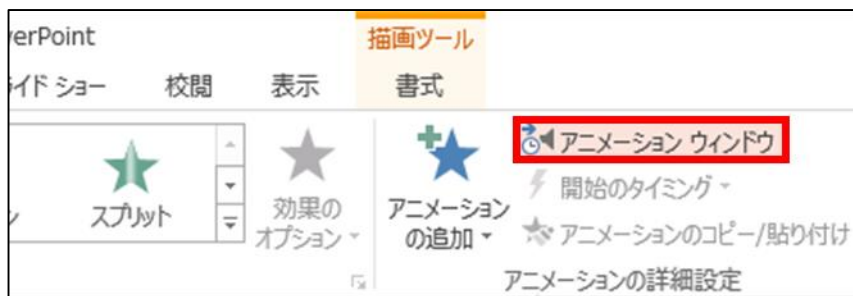 erPoint
描画ツール
イド ショー 校閲 表示 書式
アニメーション ウィンドウ
開始のタイミング
スプリット
効果の
オプション
アニメーション
の追加
アニメーションのコピー/貼り付け
アニメーションの詳細設定